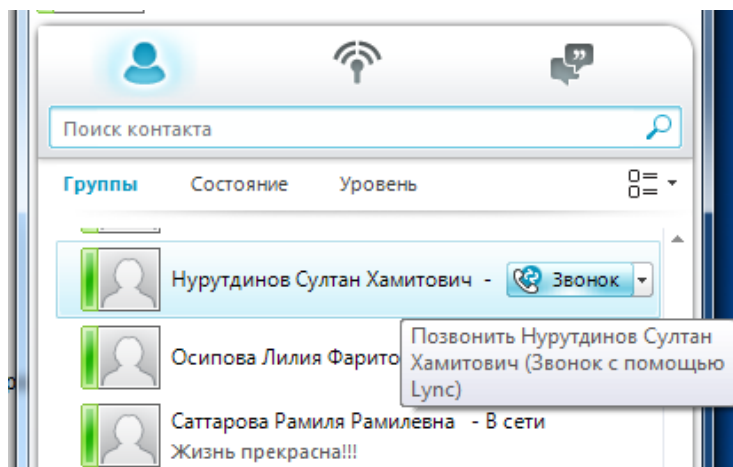 Поиск контакта
Группы Состояние Уровень
Нурутдинов Султан Хамитович - Звонок
Позвонить Нурутдинов Султан
Хамитович (Звонок с помощью
Lync)
Осипова Лилия Фарито
Саттарова Рамиля Рамилевна - В сети
Жизнь прекрасна!!!